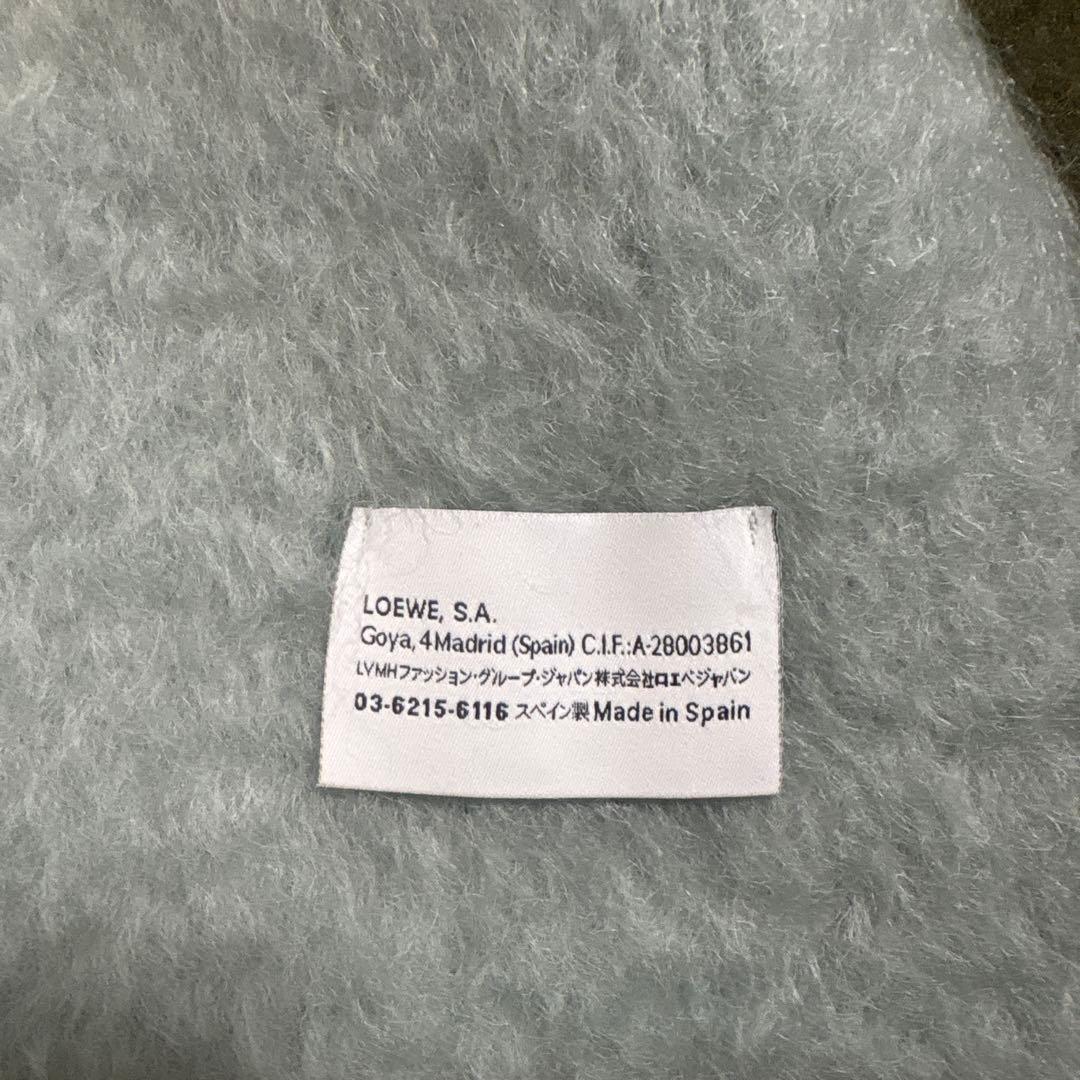 LOEWE, S.A.
Goya, 4 Madrid (Spain) C.I.F.:A-28003861
LVMHファッション・グループ・ジャパン株式会社ロエベジャパン
03-6215-6116 スペイン製 Made in Spain